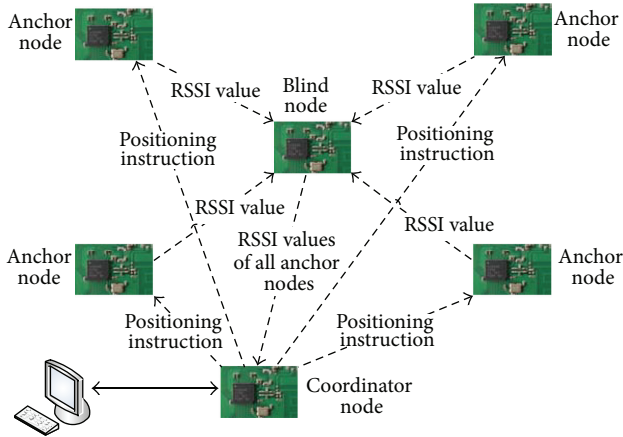 Anchor
node
Anchor
node
Blind
node
RSSI value
RSSI value
Positioning
instruction
Positioning
instruction
RSSI value
RSSI value
Anchor
node
RSSI values
of all anchor
nodes
Anchor
node
Positioning
instruction
Positioning
instruction
Coordinator
node